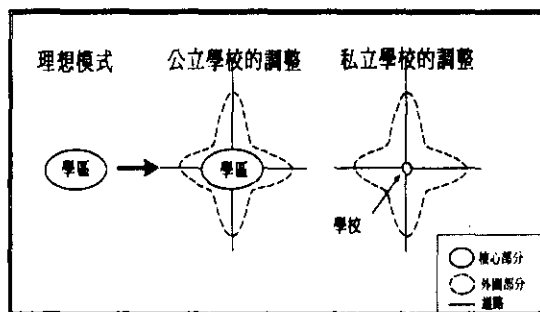 理想模式
公立學校的調整
私立學校的調整
學區
學區
學校
核心部分
外圍部分
道路